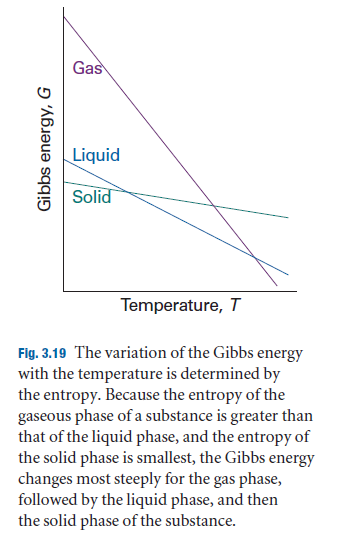 Gas
Liquid
Solid
Gibbs energy, G
Temperature, T
Fig. 3.19 The variation of the Gibbs energy
with the temperature is determined by
the entropy. Because the entropy of the
gaseous phase of a substance is greater than
that of the liquid phase, and the entropy of
the solid phase is smallest, the Gibbs energy
changes most steeply for the gas phase,
followed by the liquid phase, and then
the solid phase of the substance.